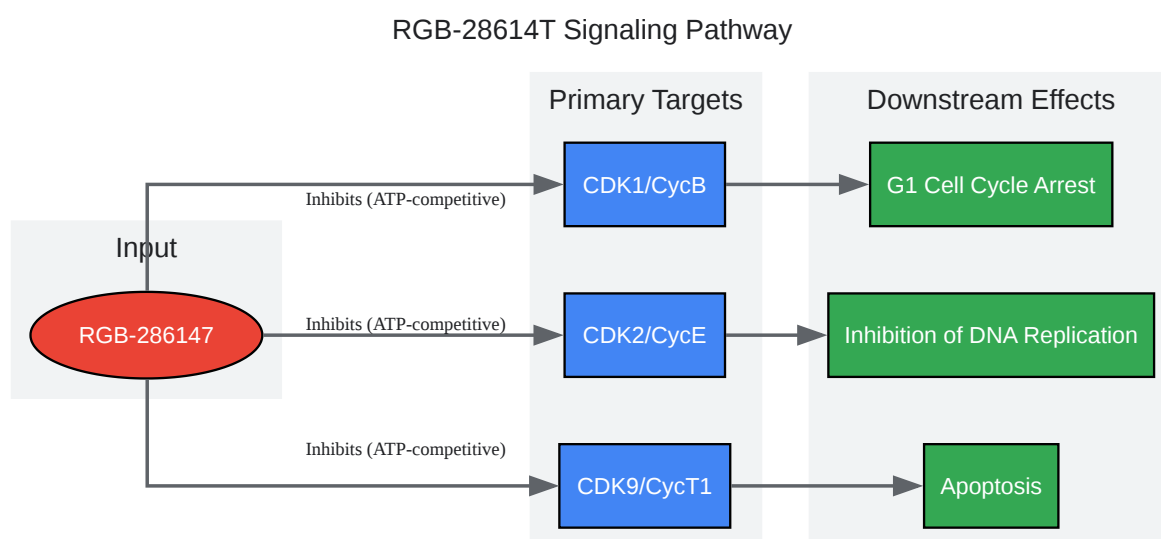 RGB-28614T Signaling Pathway
Primary Targets
Downstream Effects
CDK1/CycB
G1 Cell Cycle Arrest
Inhibits (ATP-competitive)
Input
RGB-286147
Inhibits (ATP-competitive)
CDK2/CycE
Inhibition of DNA Replication
Inhibits (ATP-competitive)
CDK9/CycT1
Apoptosis